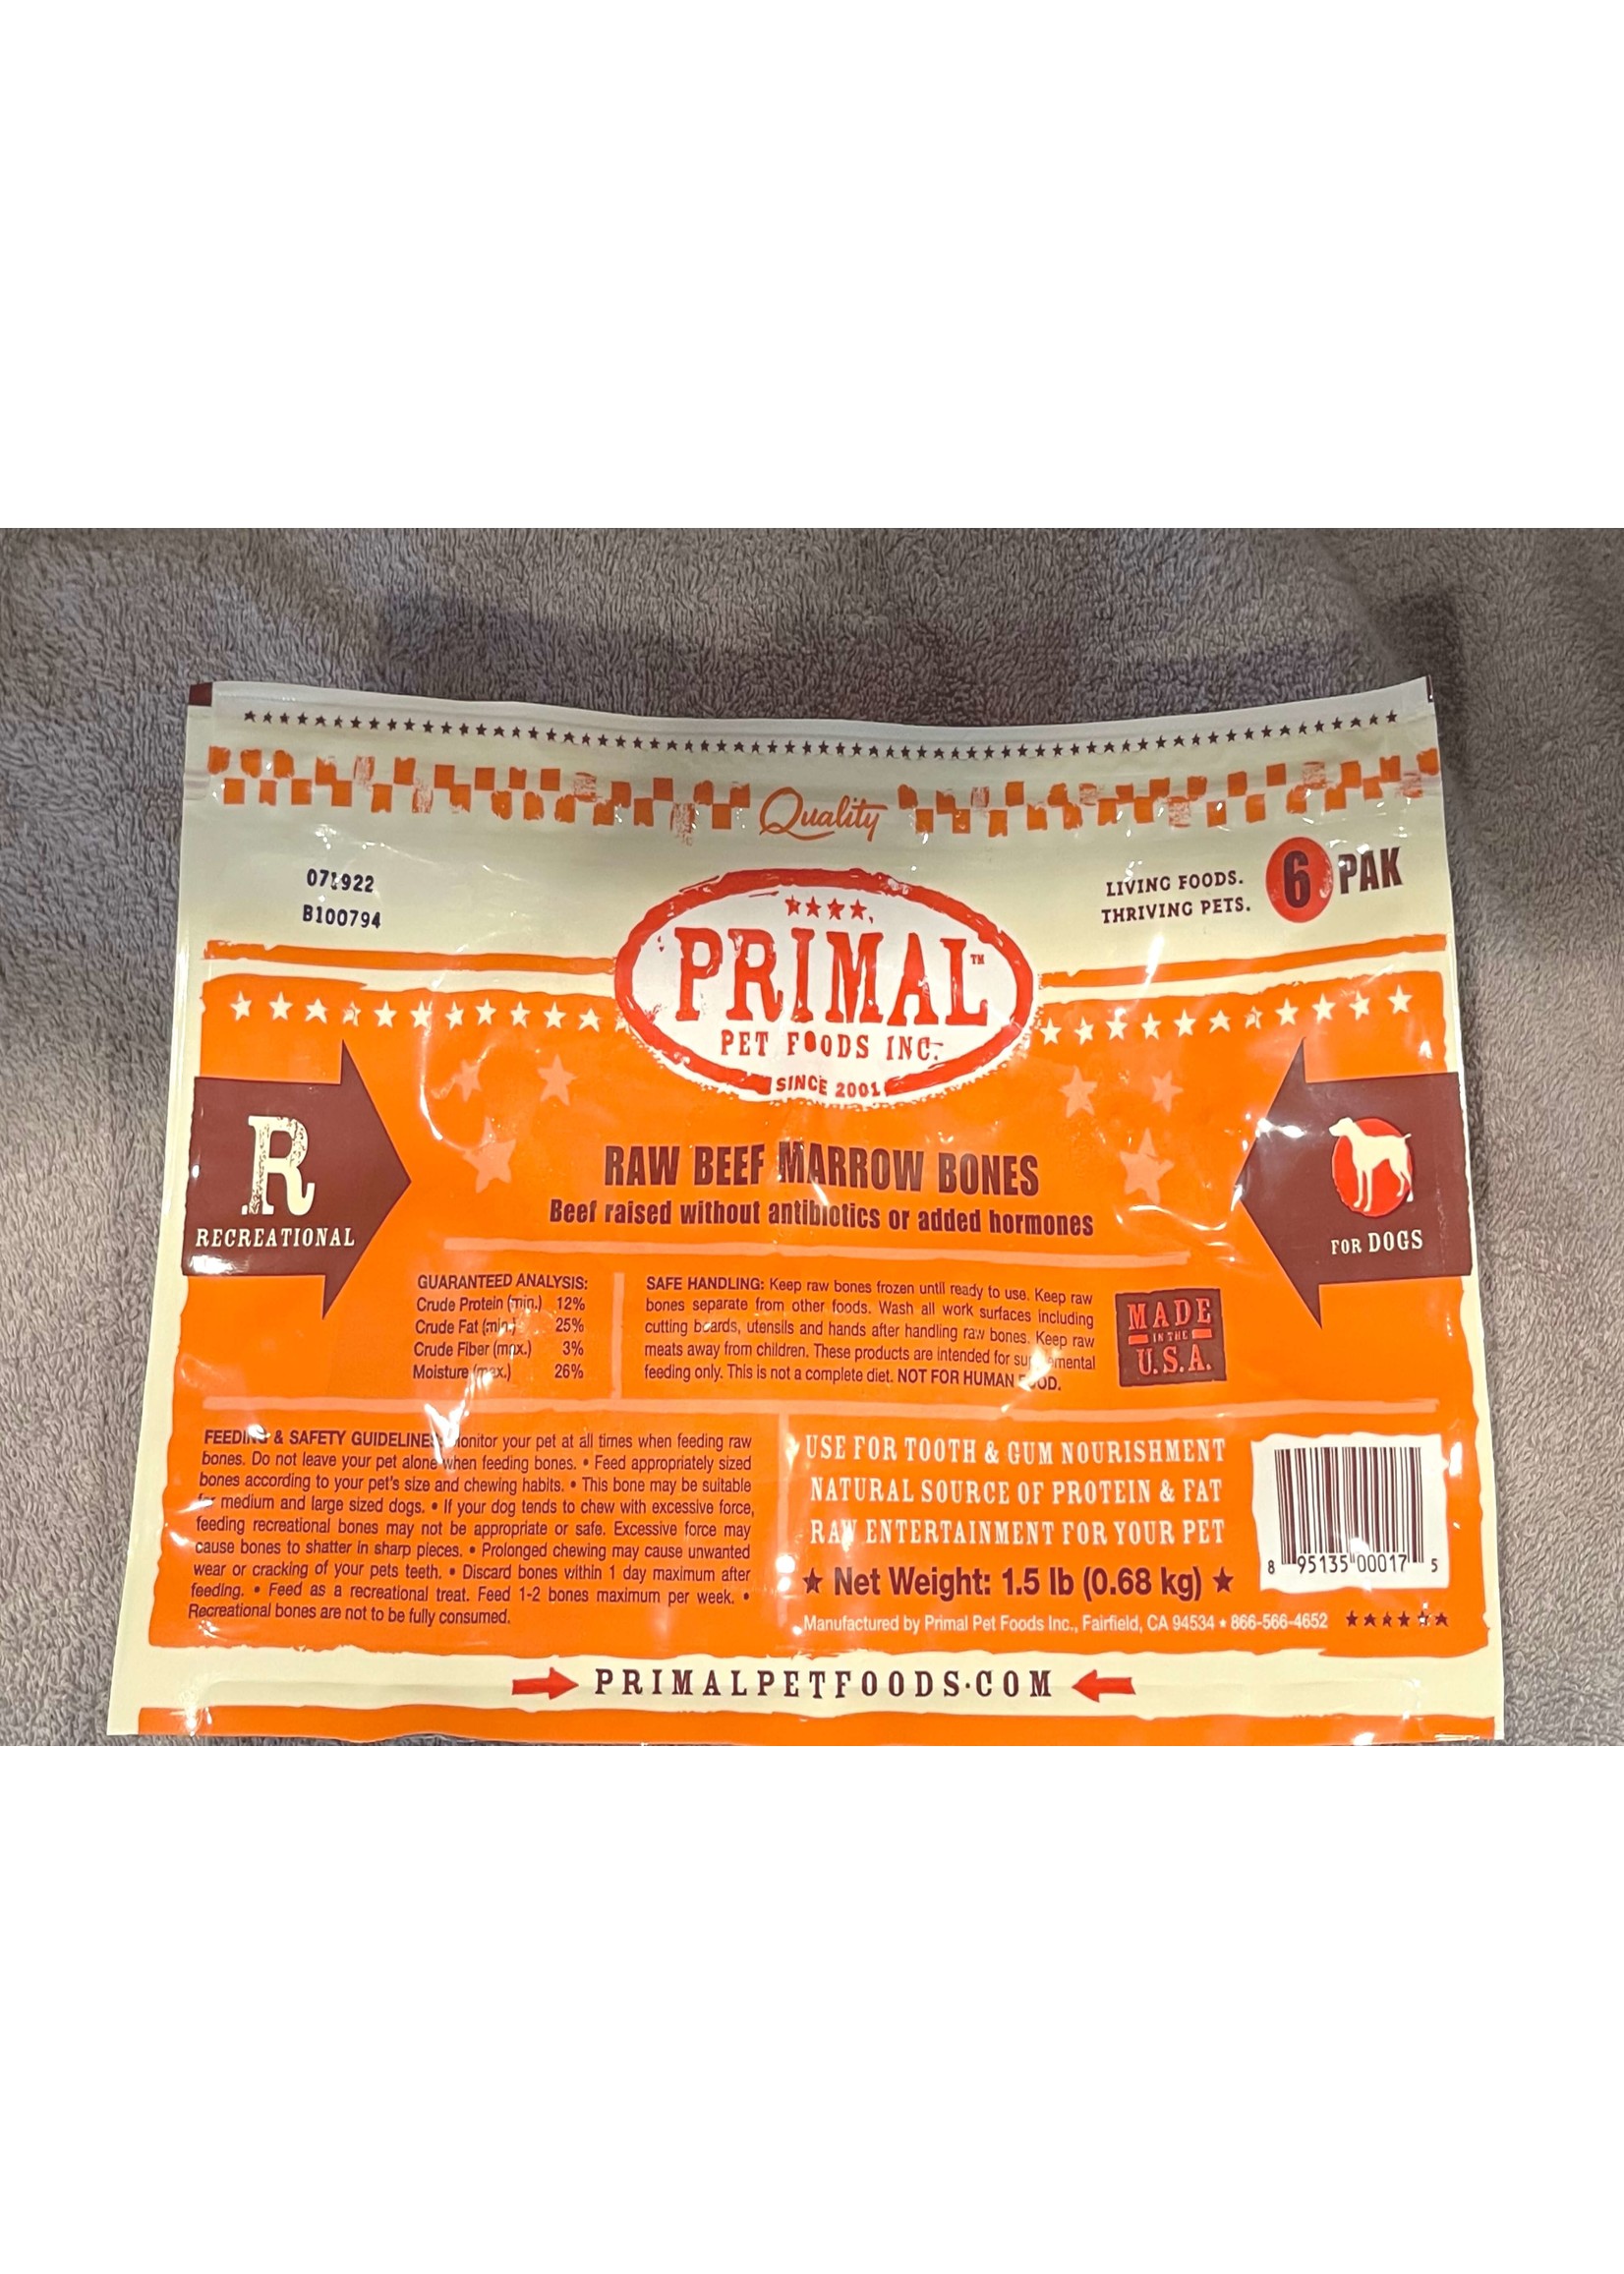 Quality
071922
B100794
LIVING FOODS.
THRIVING PETS.
6 PAK
PRIMAL™
PET FOODS INC.
SINCE 2001
R
RECREATIONAL
FOR DOGS
RAW BEEF MARROW BONES
Beef raised without antibiotics or added hormones
GUARANTEED ANALYSIS:
Crude Protein (min.) 12%
Crude Fat (min.) 25%
Crude Fiber (max.) 3%
Moisture (max.) 26%
SAFE HANDLING: Keep raw bones frozen until ready to use. Keep raw
bones separate from other foods. Wash all work surfaces including
cutting boards, utensils and hands after handling raw bones. Keep raw
meats away from children. These products are intended for supplemental
feeding only. This is not a complete diet. NOT FOR HUMAN FOOD.
MADE
IN THE
U.S.A.
FEEDING & SAFETY GUIDELINES: Monitor your pet at all times when feeding raw
bones. Do not leave your pet alone when feeding bones. • Feed appropriately sized
bones according to your pet's size and chewing habits. • This bone may be suitable
for medium and large sized dogs. • If your dog tends to chew with excessive force,
feeding recreational bones may not be appropriate or safe. Excessive force may
cause bones to shatter in sharp pieces. • Prolonged chewing may cause unwanted
wear or cracking of your pets teeth. • Discard bones within 1 day maximum after
feeding. • Feed as a recreational treat. Feed 1-2 bones maximum per week. •
Recreational bones are not to be fully consumed.
USE FOR TOOTH & GUM NOURISHMENT
NATURAL SOURCE OF PROTEIN & FAT
RAW ENTERTAINMENT FOR YOUR PET
★ Net Weight: 1.5 lb (0.68 kg) ★
Manufactured by Primal Pet Foods Inc., Fairfield, CA 94534 ★ 866-566-4652
8 95135 00017 5
PRIMALPETFOODS.COM